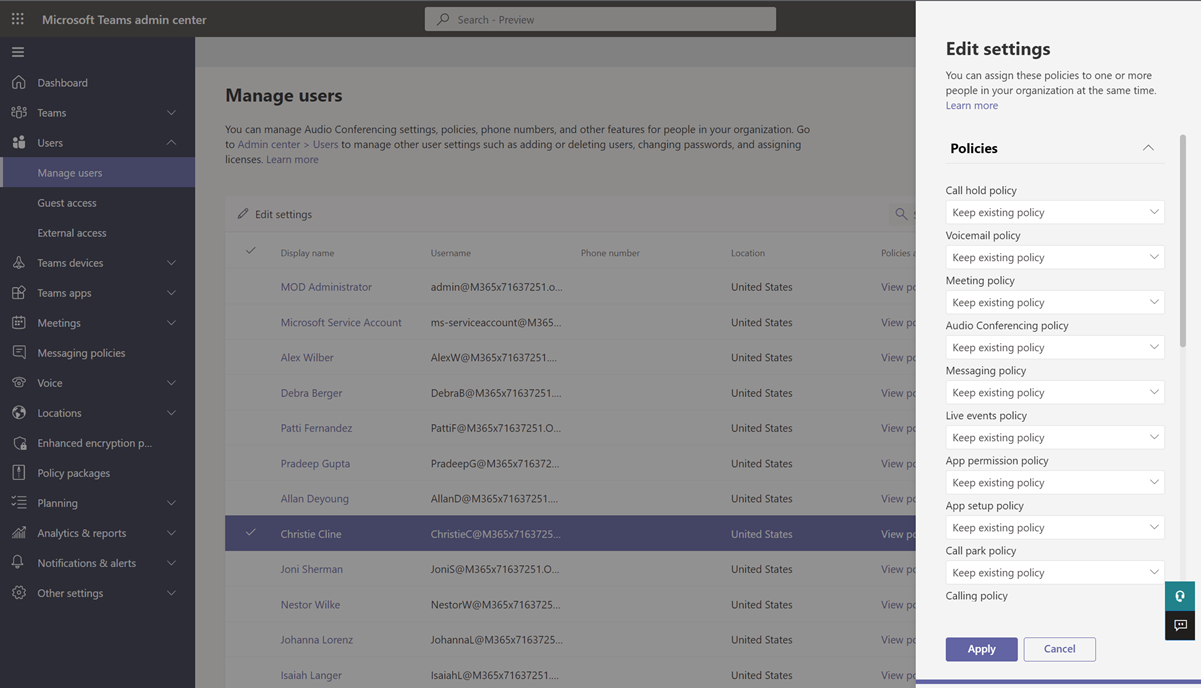 Microsoft Teams admin center
Search - Preview
Dashboard
Teams
Users
Manage users
Guest access
External access
Teams devices
Teams apps
Meetings
Messaging policies
Voice
Locations
Enhanced encryption p...
Policy packages
Planning
Analytics & reports
Notifications & alerts
Other settings
Manage users
You can manage Audio Conferencing settings, policies, phone numbers, and other features for people in your organization. Go
to Admin center > Users to manage other user settings such as adding or deleting users, changing passwords, and assigning
licenses. Learn more
Edit settings
Display name Username Phone number Location Policies
MOD Administrator admin@M365x71637251.o... United States View
Microsoft Service Account ms-serviceaccount@M365... United States View
Alex Wilber AlexW@M365x71637251.... United States View
Debra Berger DebraB@M365x71637251.... United States View
Patti Fernandez PattiF@M365x71637251.O... United States View
Pradeep Gupta PradeepG@M365x716372... United States View
Allan Deyoung AllanD@M365x71637251.... United States View
Christie Cline ChristieC@M365x7163725... United States View
Joni Sherman JoniS@M365x71637251.O... United States View
Nestor Wilke NestorW@M365x7163725... United States View
Johanna Lorenz JohannaL@M365x7163725... United States View
Isaiah Langer IsaiahL@M365x71637251.... United States View
Edit settings
You can assign these policies to one or more
people in your organization at the same time.
Learn more
Policies
Call hold policy
Keep existing policy
Voicemail policy
Keep existing policy
Meeting policy
Keep existing policy
Audio Conferencing policy
Keep existing policy
Messaging policy
Keep existing policy
Live events policy
Keep existing policy
App permission policy
Keep existing policy
App setup policy
Keep existing policy
Call park policy
Keep existing policy
Calling policy
Apply Cancel